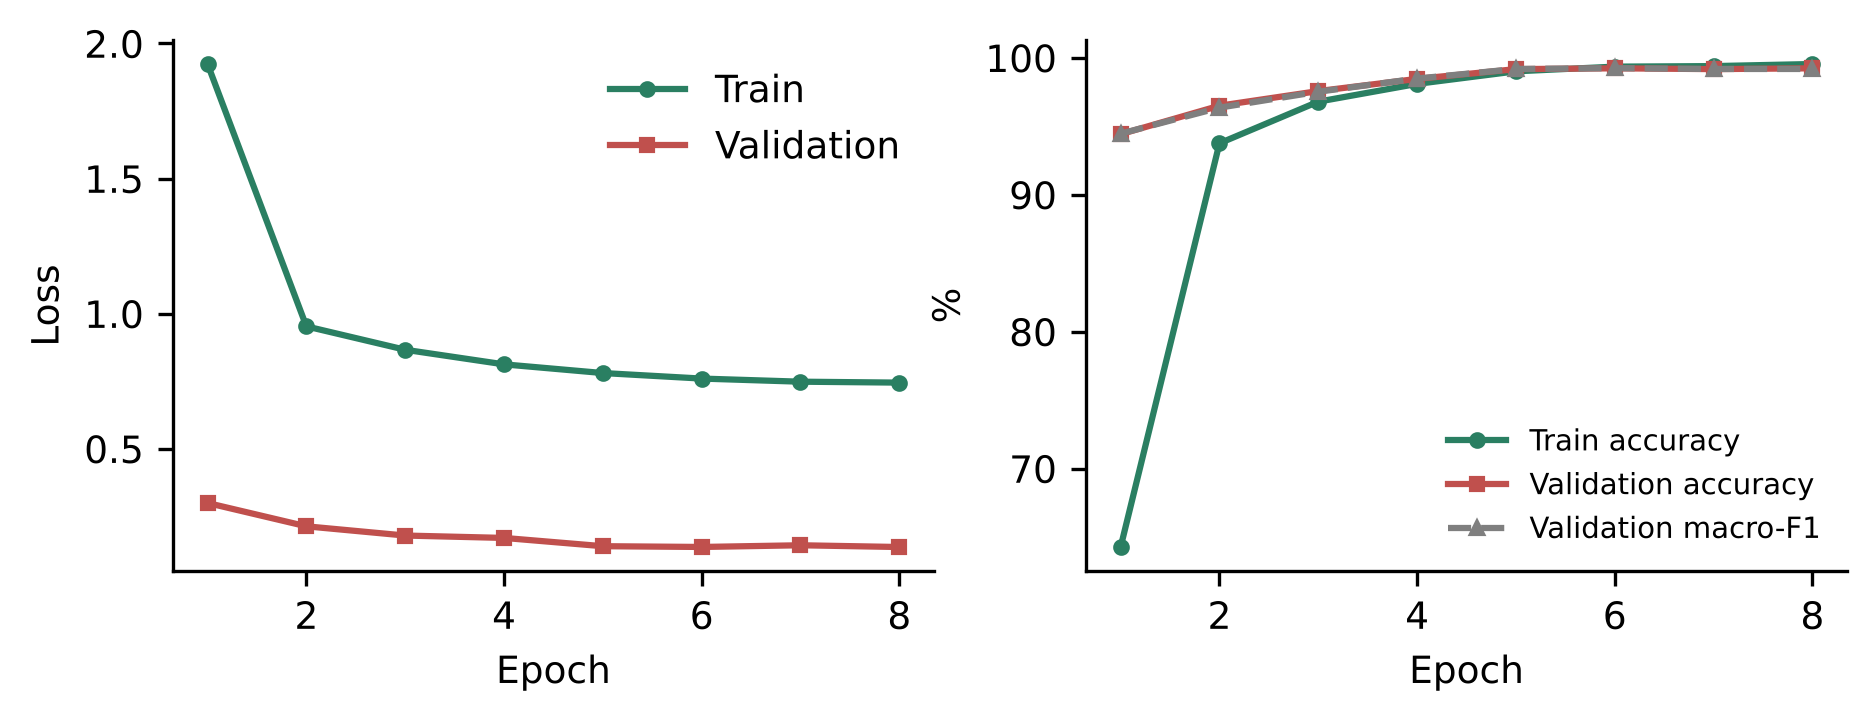 2.0
1.5
1.0
0.5
Loss
2 4 6 8
Epoch
Train
Validation
100
90
80
70
%
2 4 6 8
Epoch
Train accuracy
Validation accuracy
Validation macro-F1